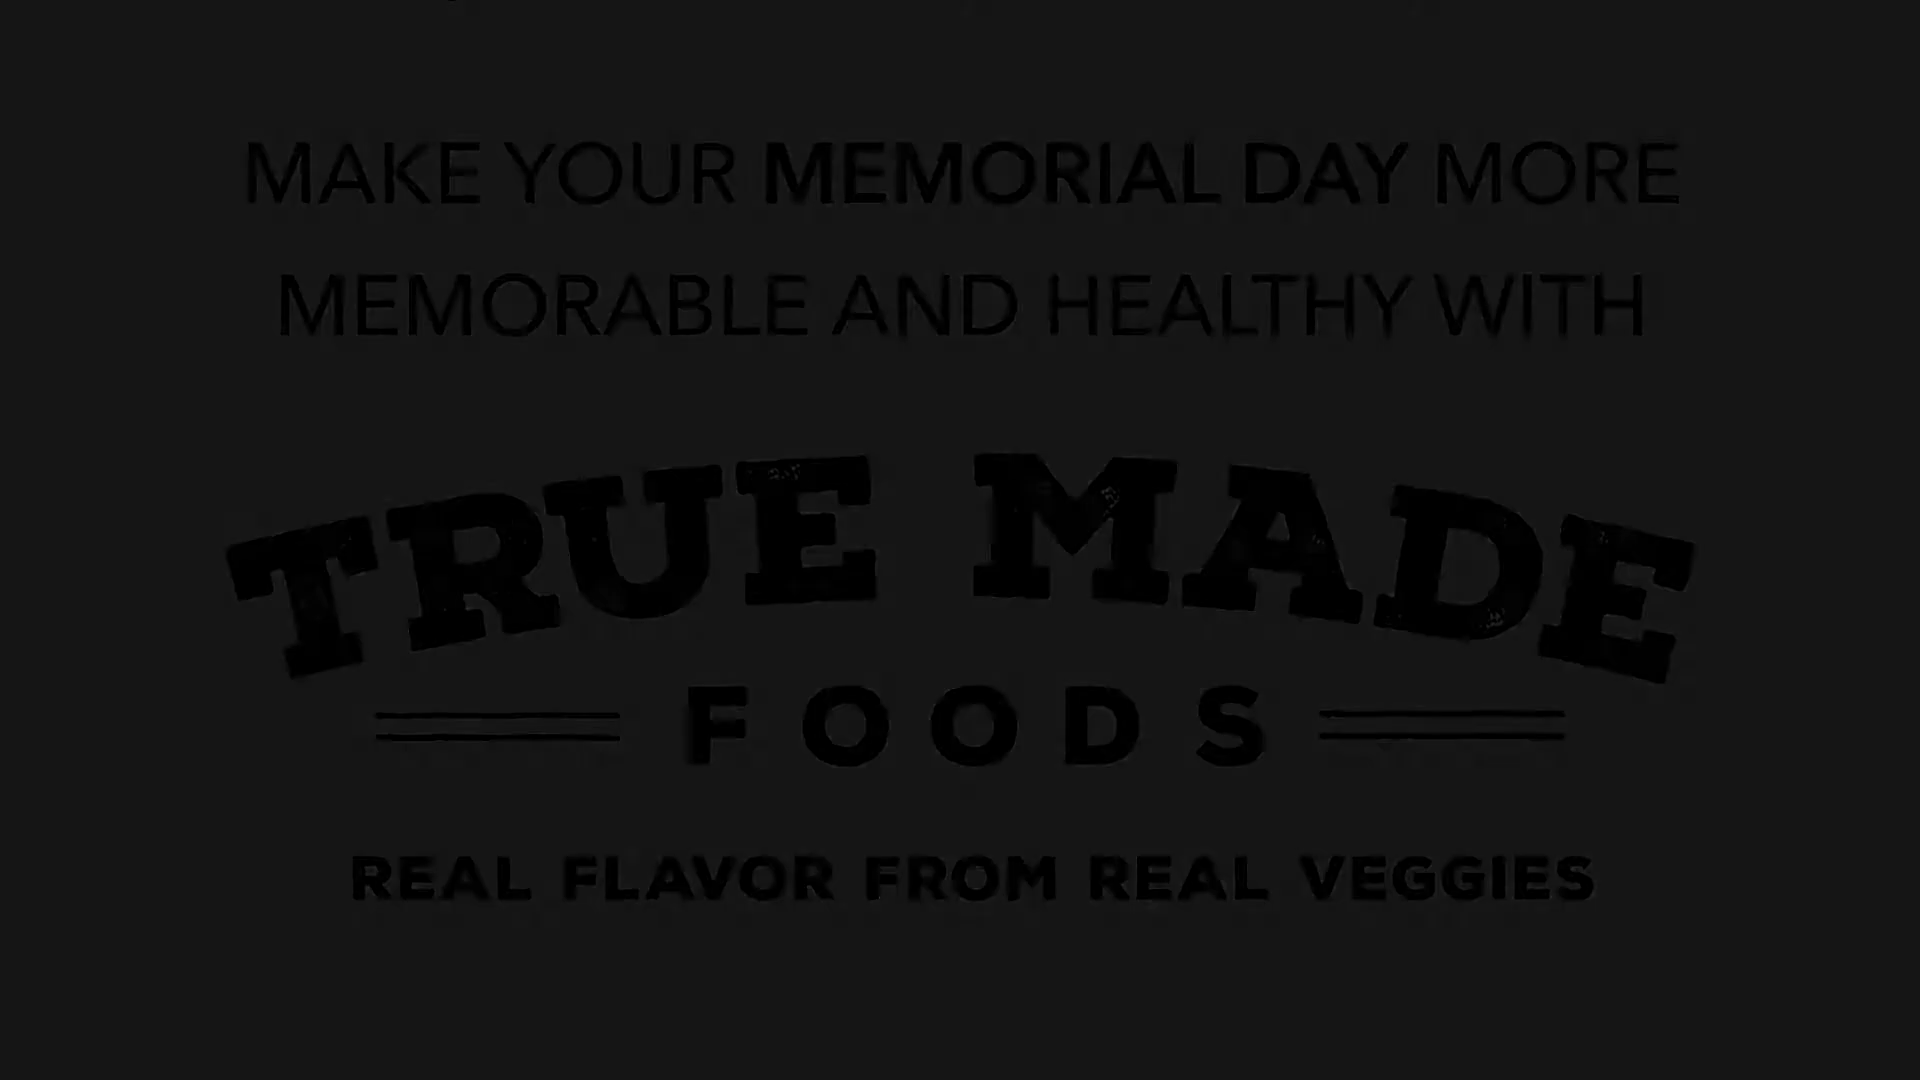 MAKE YOUR MEMORIAL DAY MORE
MEMORABLE AND HEALTHY WITH
TRUE MADE
FOODS
REAL FLAVOR FROM REAL VEGGIES